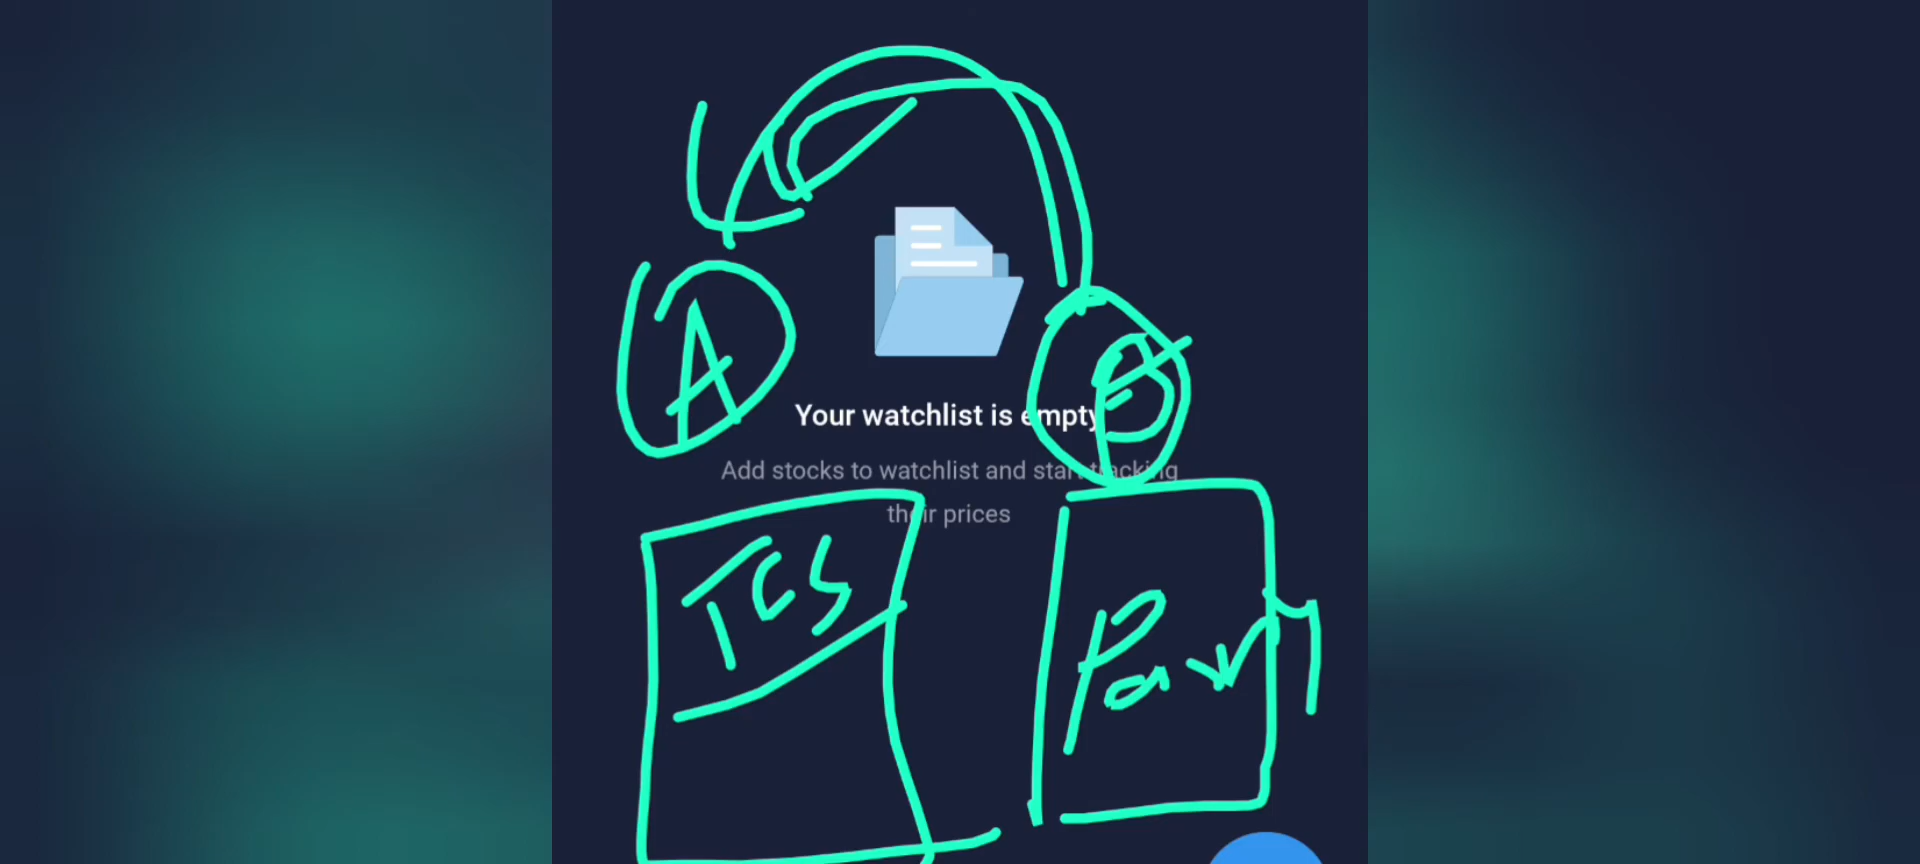 A
B
Your watchlist is empty
Add stocks to watchlist and start tracking
their prices
TCS